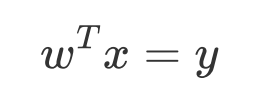 w^T x = y